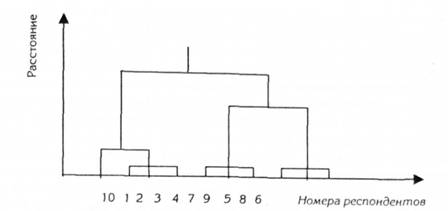 Расстояние
10 1 2 3 4 7 9 5 8 6 Номера респондентов